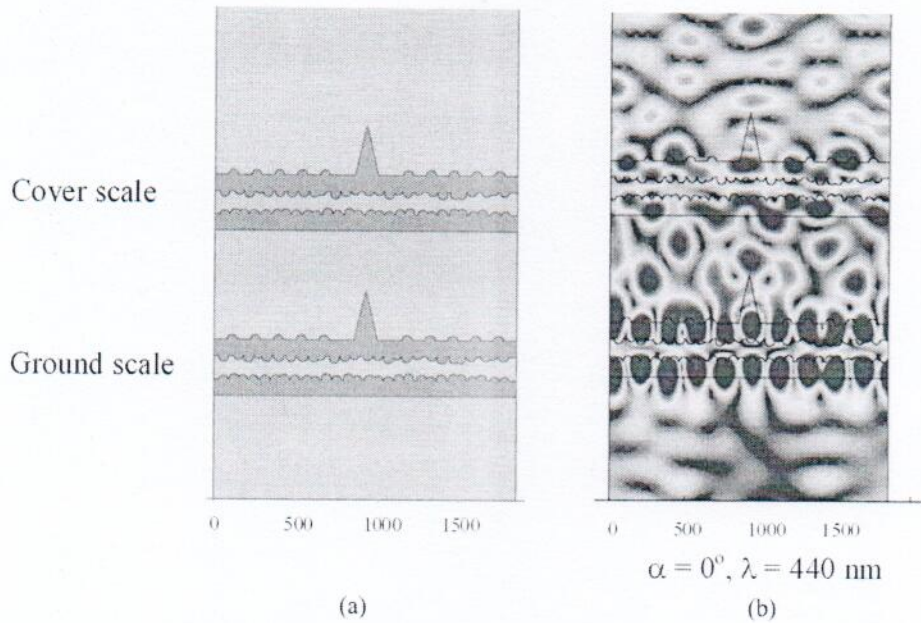 Cover scale
Ground scale
0 500 1000 1500
0 500 1000 1500
α = 0°, λ = 440 nm
(a) (b)